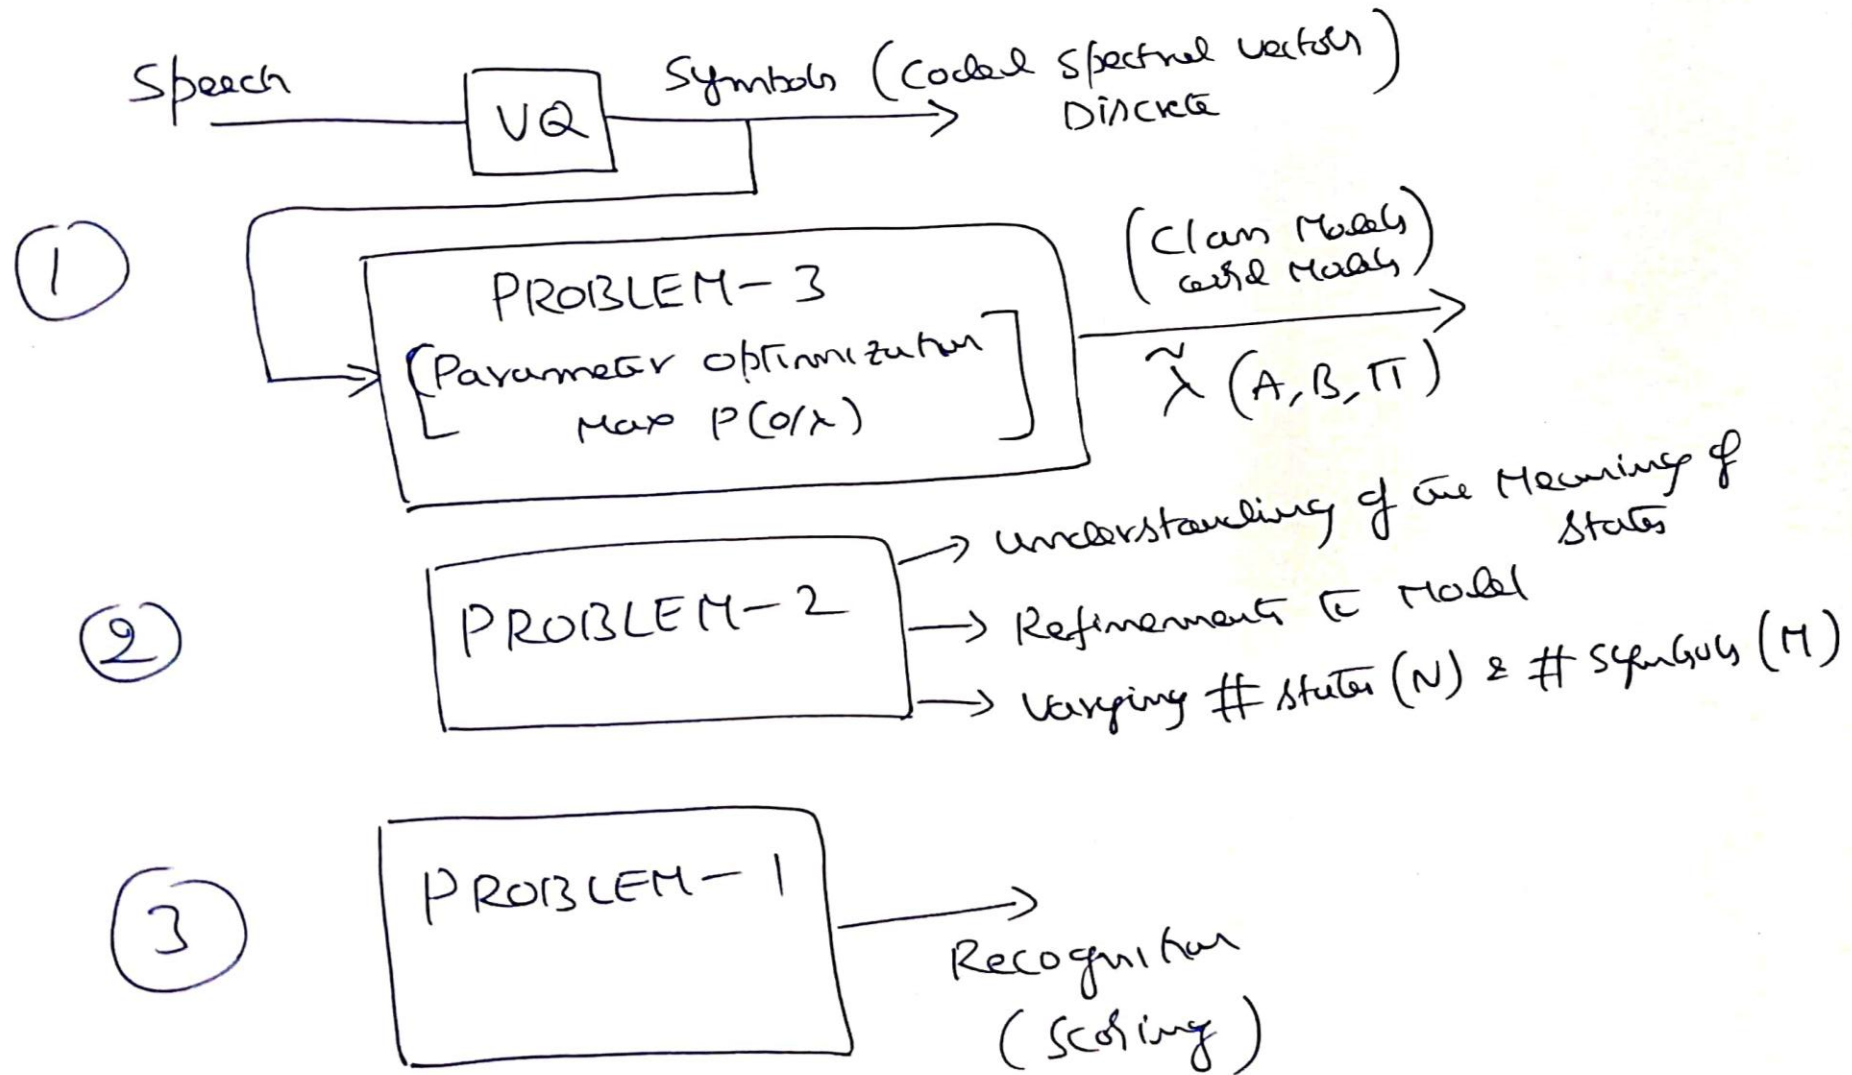 Speech
VQ
Symbols (Coded spectral vectors)
Discrete
1
PROBLEM-3
[Parameter optimization]
Max P(O/λ)
(Class Models
word Models)
λ̃ (A, B, π)
2
PROBLEM-2
→ understanding of the Meaning of
states
→ Refinements to Model
→ varying # states (N) & # symbols (M)
3
PROBLEM-1
Recognition
(scoring)